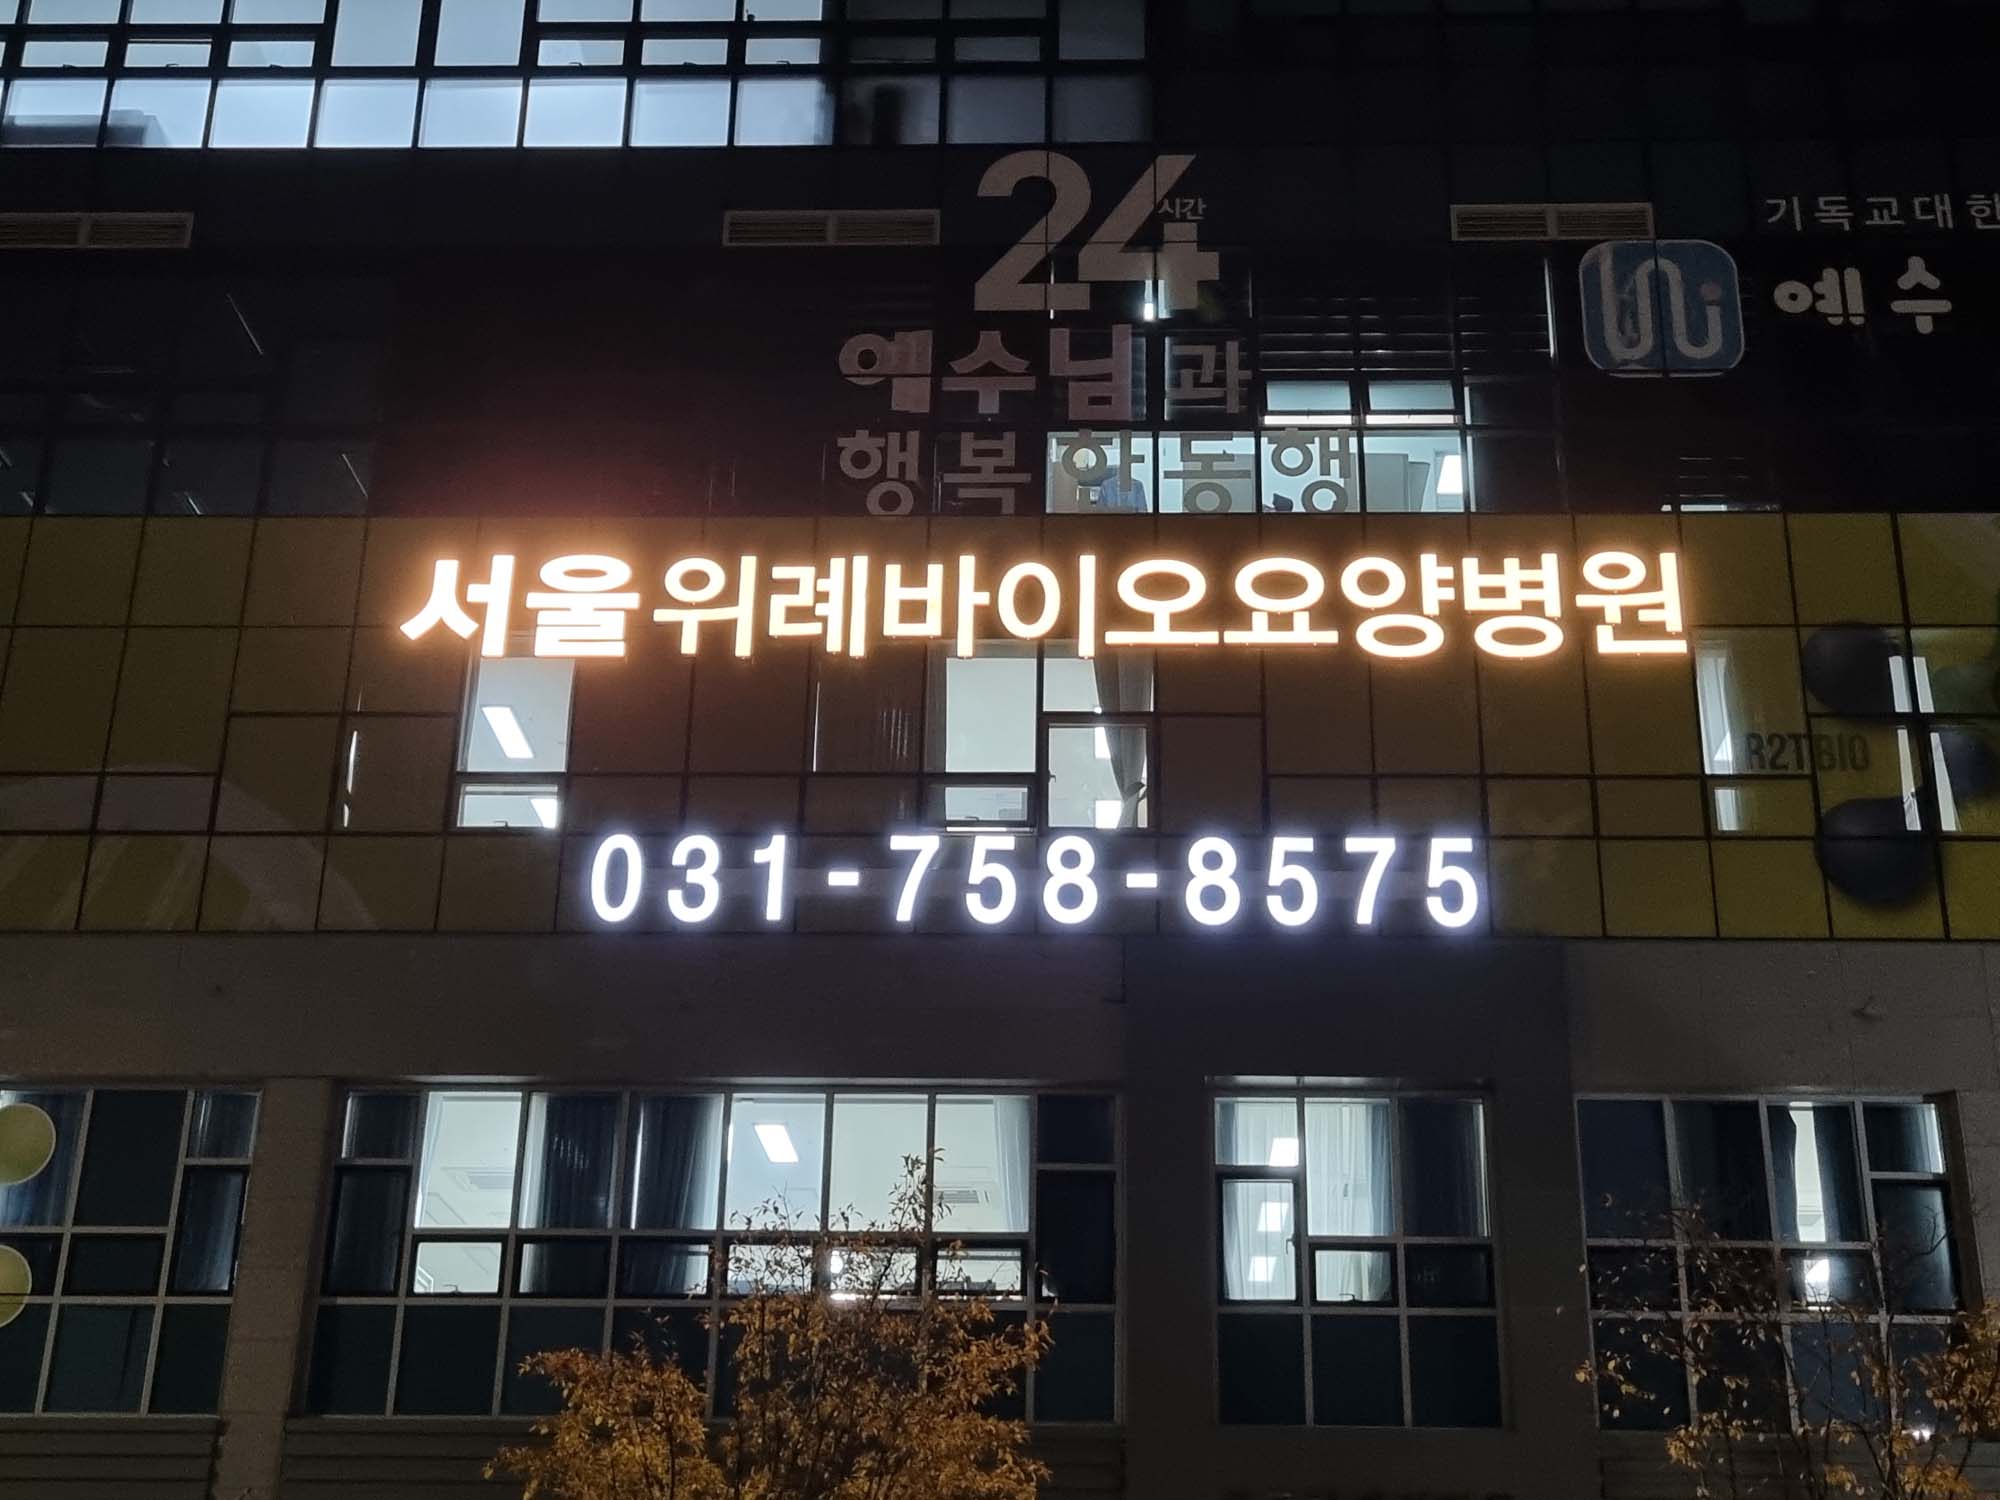 24시간
예수님과
행복한동행
기독교대한
예수
서울위례바이오요양병원
R2TBIO
031-758-8575